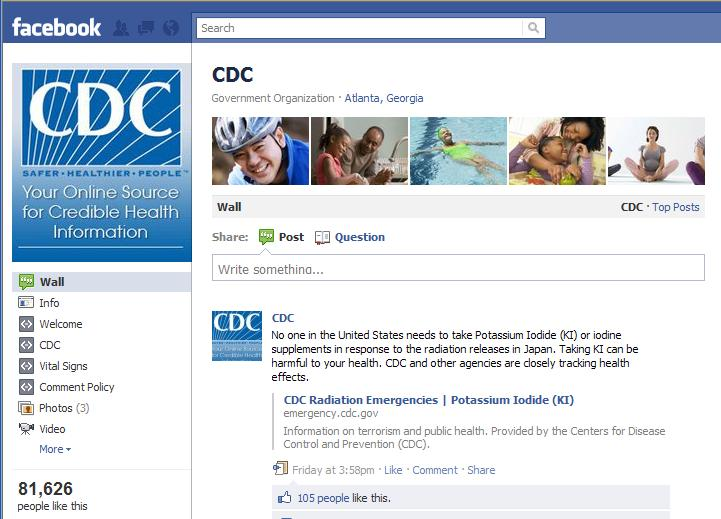 facebook
Search
CDC
SAFER • HEALTHIER • PEOPLE™
Your Online Source
for Credible Health
Information
CDC
Government Organization · Atlanta, Georgia
Wall
CDC · Top Posts
Share: Post Question
Write something...
Wall
Info
Welcome
CDC
Vital Signs
Comment Policy
Photos (3)
Video
More
81,626
people like this
CDC
Your Online Source
for Credible Health
CDC
No one in the United States needs to take Potassium Iodide (KI) or iodine
supplements in response to the radiation releases in Japan. Taking KI can be
harmful to your health. CDC and other agencies are closely tracking health
effects.
CDC Radiation Emergencies | Potassium Iodide (KI)
emergency.cdc.gov
Information on terrorism and public health. Provided by the Centers for Disease
Control and Prevention (CDC).
Friday at 3:58pm · Like · Comment · Share
105 people like this.